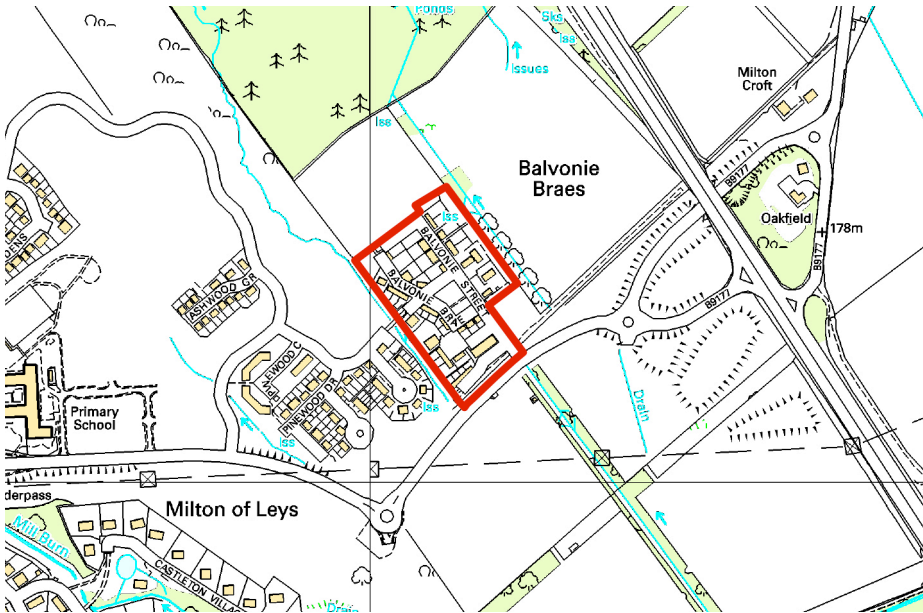 Ponds
Sks
Iss
Issues
Milton
Croft
Iss
Balvonie
Braes
B9177
Oakfield
178m
B9177
Iss
BALVONIE
STREET
BALVONIE
BRAE
B9177
ASHWOOD GR
PINEWOOD DR
Iss
Drain
Primary
School
Iss
Milton of Leys
derpass
Mill Burn
CASTLETON VILLA
Drain